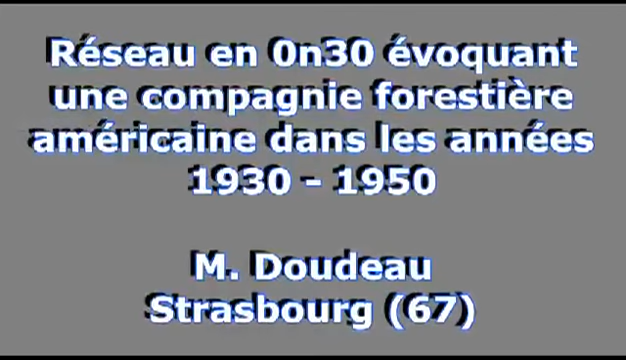 Réseau en 0n30 évoquant
une compagnie forestière
américaine dans les années
1930 - 1950
M. Doudeau
Strasbourg (67)